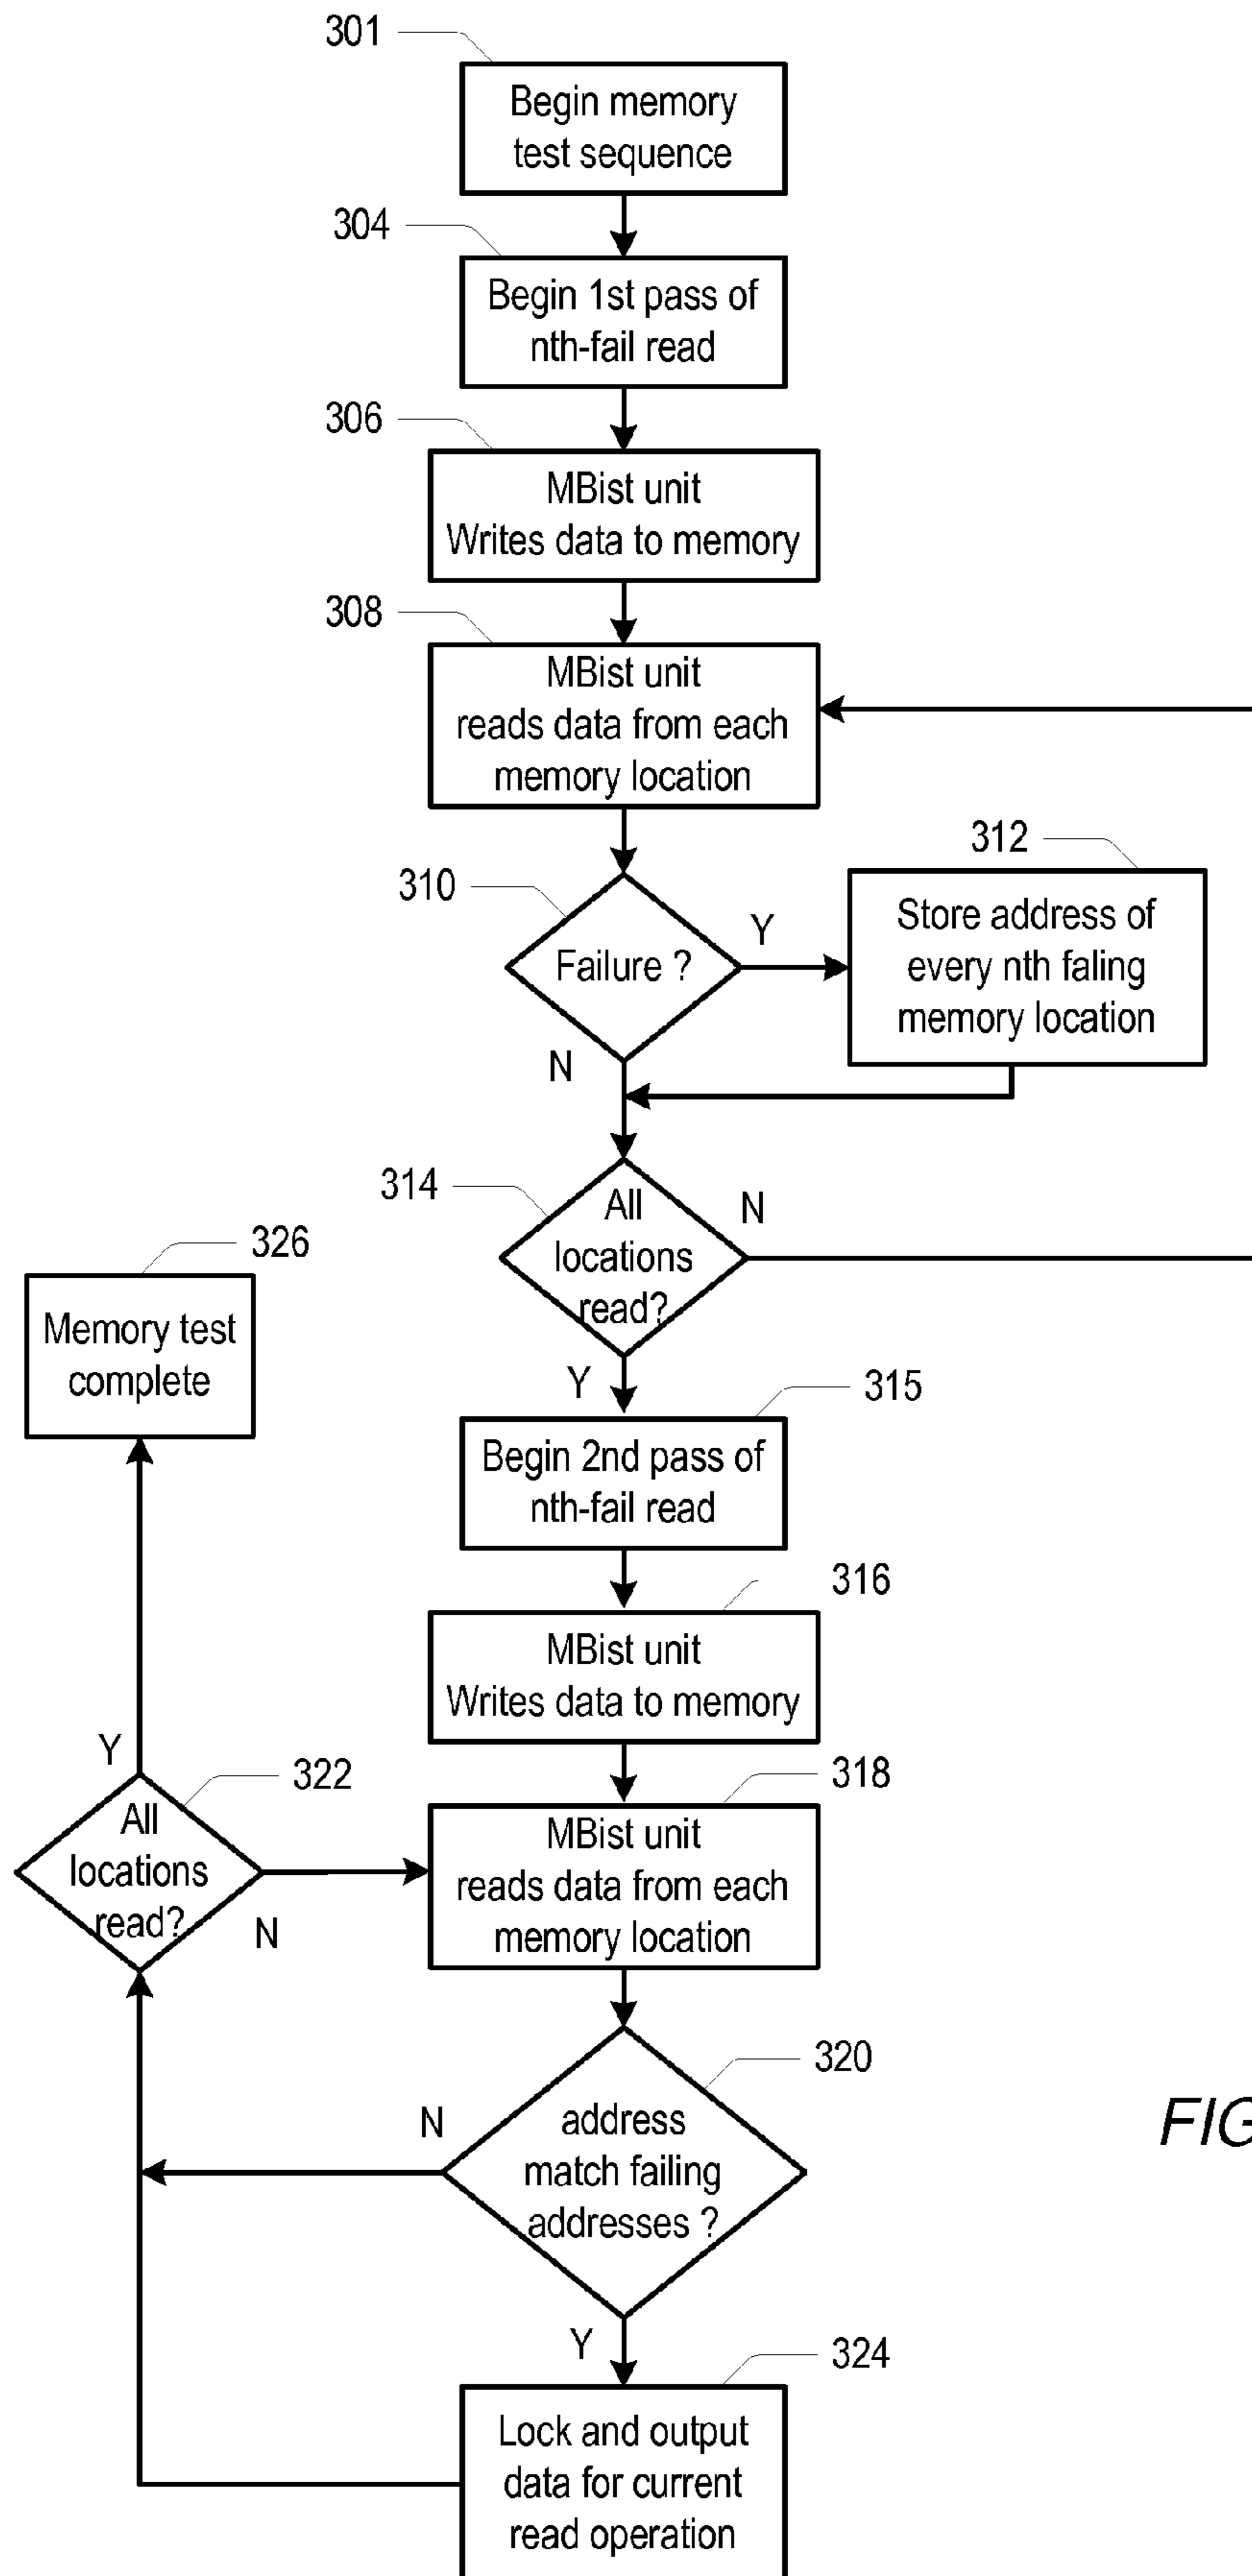 301
Begin memory
test sequence
304
Begin 1st pass of
nth-fail read
306
MBist unit
Writes data to memory
308
MBist unit
reads data from each
memory location
312
310
Y
Store address of
every nth faling
memory location
Failure ?
N
314
All
locations
read?
N
326
Memory test
complete
Y
315
Begin 2nd pass of
nth-fail read
316
MBist unit
Writes data to memory
Y
322
All
locations
read?
N
318
MBist unit
reads data from each
memory location
320
N
address
match failing
addresses ?
FIG
Y
324
Lock and output
data for current
read operation